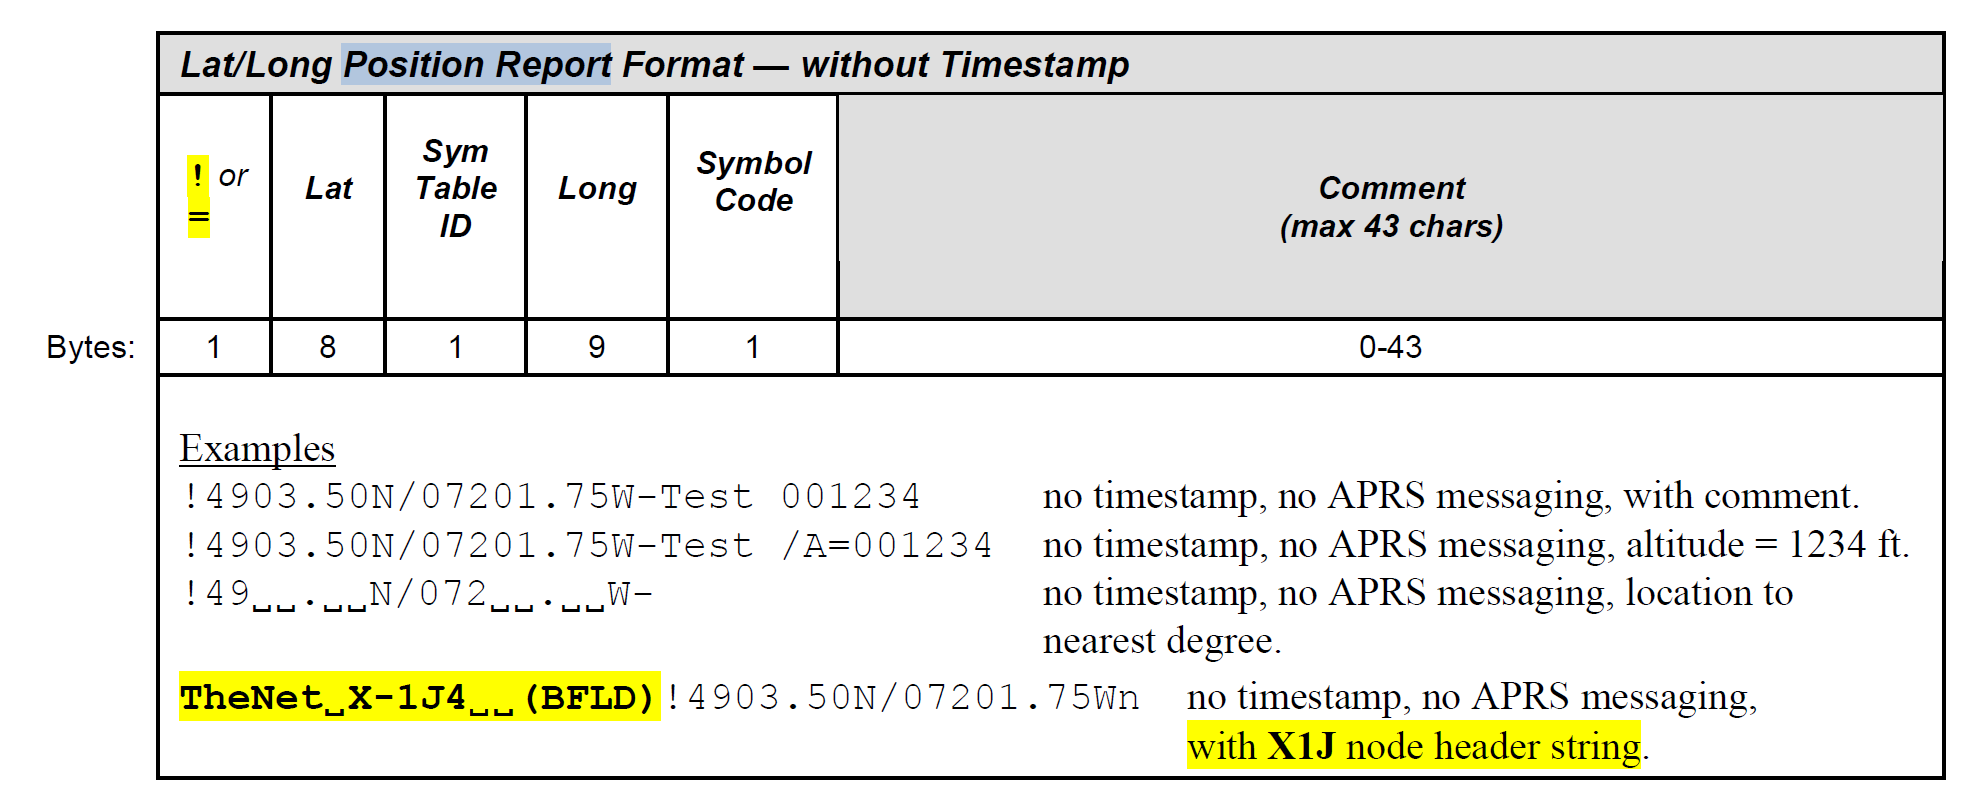 Lat/Long Position Report Format — without Timestamp
! or
=
Lat
Sym
Table
ID
Long
Symbol
Code
Comment
(max 43 chars)
Bytes:
1
8
1
9
1
0-43
Examples
!4903.50N/07201.75W-Test 001234 no timestamp, no APRS messaging, with comment.
!4903.50N/07201.75W-Test /A=001234 no timestamp, no APRS messaging, altitude = 1234 ft.
!49␣␣.␣␣N/072␣␣.␣␣W- no timestamp, no APRS messaging, location to
nearest degree.
TheNet␣X-1J4␣␣(BFLD)!4903.50N/07201.75Wn no timestamp, no APRS messaging,
with X1J node header string.